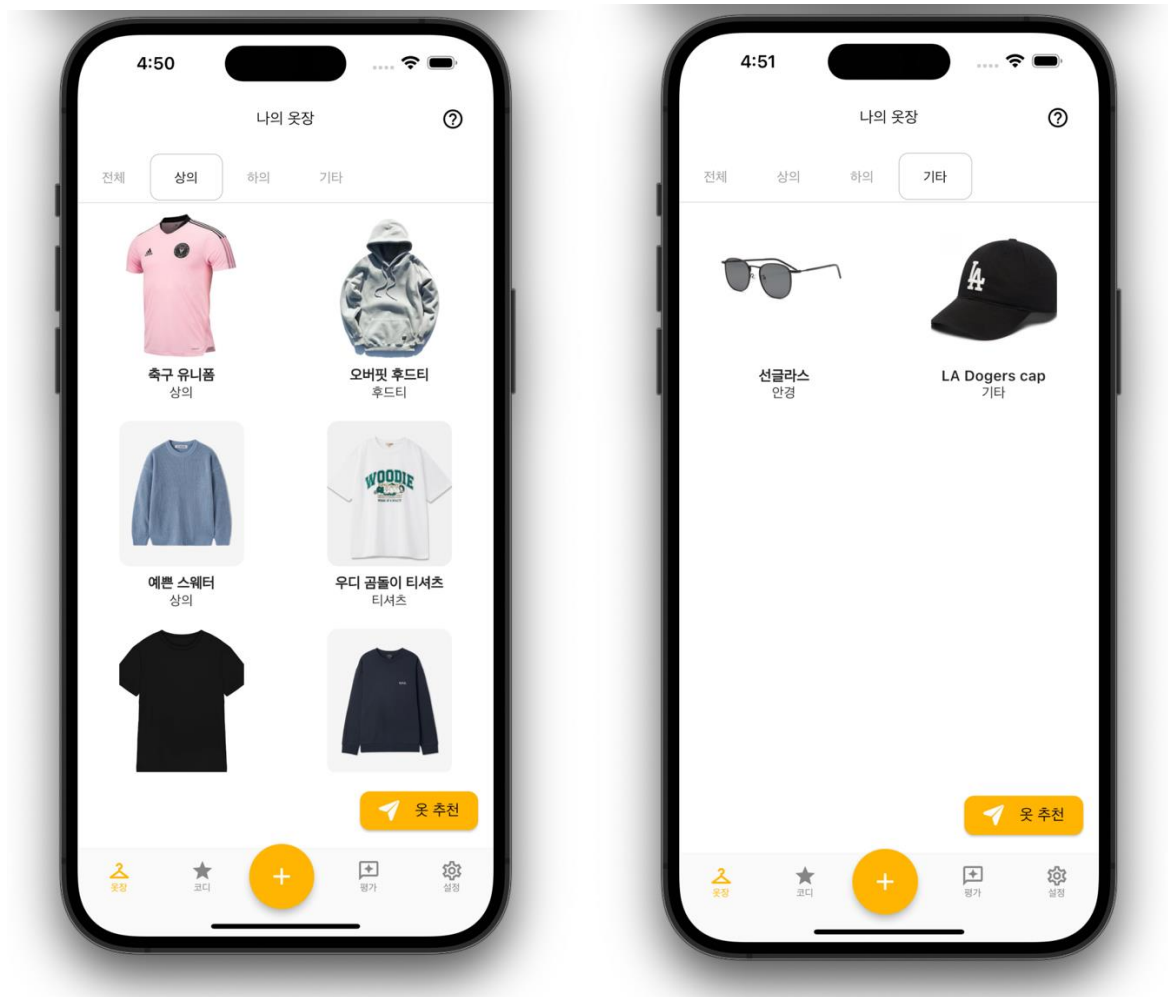 4:50
나의 옷장
전체 상의 하의 기타
축구 유니폼
상의
오버핏 후드티
후드티
WOODIE
예쁜 스웨터
상의
우디 곰돌이 티셔츠
티셔츠
옷 추천
옷장 코디 + 평가 설정
4:51
나의 옷장
전체 상의 하의 기타
LA
선글라스
안경
LA Dogers cap
기타
옷 추천
옷장 코디 + 평가 설정